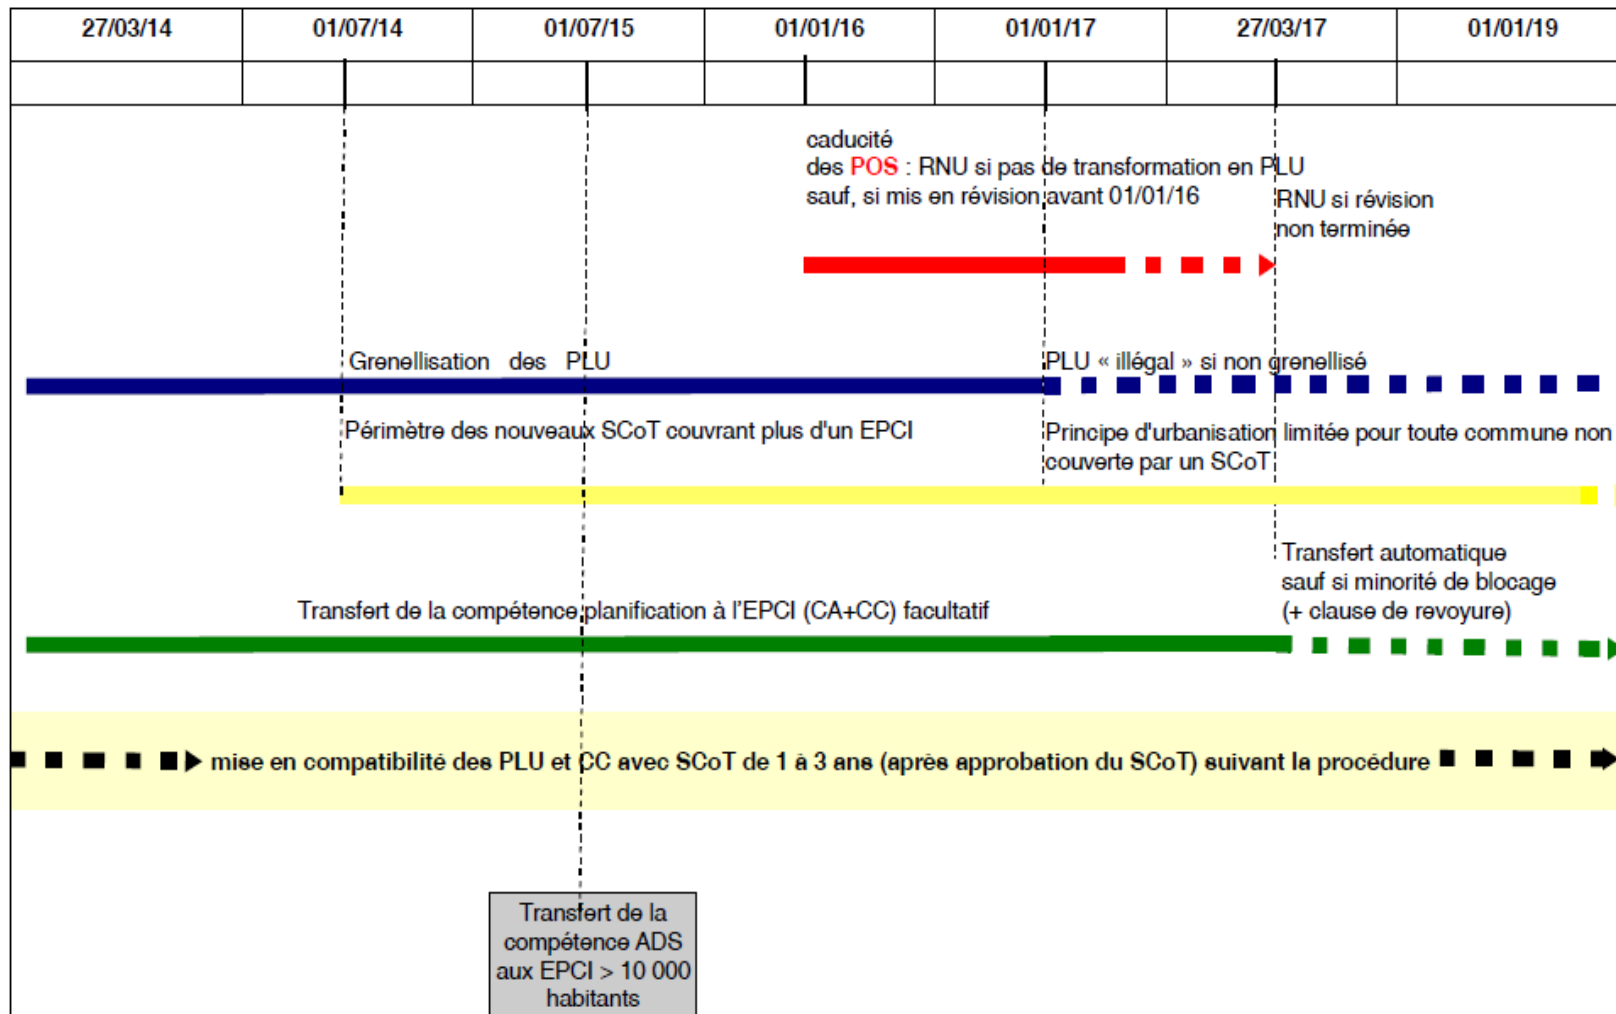 27/03/14 01/07/14 01/07/15 01/01/16 01/01/17 27/03/17 01/01/19
caducité
des POS : RNU si pas de transformation en PLU
sauf, si mis en révision avant 01/01/16
RNU si révision
non terminée
Grenellisation des PLU
PLU « illégal » si non grenellisé
Périmètre des nouveaux SCoT couvrant plus d'un EPCI
Principe d'urbanisation limitée pour toute commune non
couverte par un SCoT
Transfert automatique
sauf si minorité de blocage
(+ clause de revoyure)
Transfert de la compétence planification à l'EPCI (CA+CC) facultatif
mise en compatibilité des PLU et CC avec SCoT de 1 à 3 ans (après approbation du SCoT) suivant la procédure
Transfert de la
compétence ADS
aux EPCI > 10 000
habitants